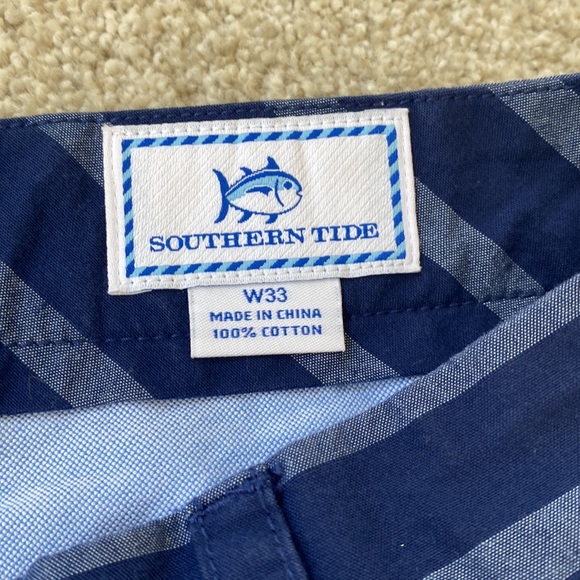 SOUTHERN TIDE
W33
MADE IN CHINA
100% COTTON